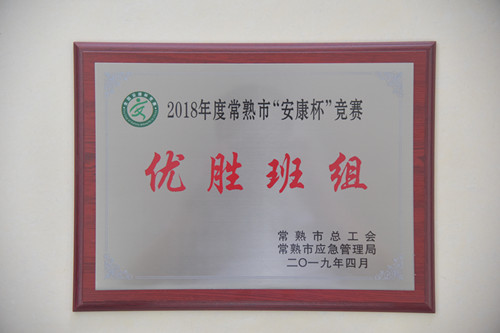 2018年度常熟市“安康杯”竞赛
优胜班组
常熟市总工会
常熟市应急管理局
二〇一九年四月